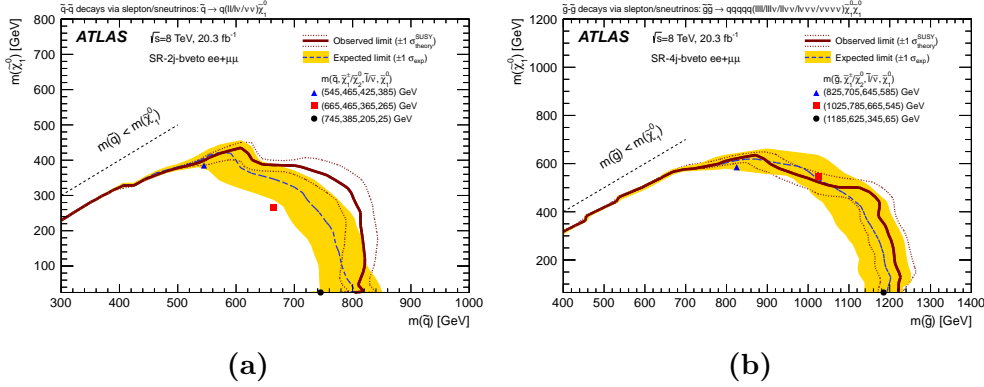 q̃-q̃ decays via slepton/sneutrinos: q̃ → q(ll/lν/νν)χ̃₁⁰
ATLAS
√s=8 TeV, 20.3 fb⁻¹
SR-2j-bveto ee+μμ
Observed limit (±1 σ^SUSY_theory)
Expected limit (±1 σ_exp)
m(q̃, χ̃₁^±/χ̃₂⁰, l̃/ν̃, χ̃₁⁰)
(545,465,425,385) GeV
(665,465,365,265) GeV
(745,385,205,25) GeV
m(q̃) < m(χ̃₁⁰)
m(χ̃₁⁰) [GeV]
800
700
600
500
400
300
200
100
300 400 500 600 700 800 900 1000
m(q̃) [GeV]
(a)
g̃-g̃ decays via slepton/sneutrinos: g̃g̃ → qqqqq(llll/lllν/llνν/lννν/νννν)χ̃₁⁰χ̃₁⁰
ATLAS
√s=8 TeV, 20.3 fb⁻¹
SR-4j-bveto ee+μμ
Observed limit (±1 σ^SUSY_theory)
Expected limit (±1 σ_exp)
m(g̃, χ̃₁^±/χ̃₂⁰, l̃/ν̃, χ̃₁⁰)
(825,705,645,585) GeV
(1025,785,665,545) GeV
(1185,625,345,65) GeV
m(g̃) < m(χ̃₁⁰)
m(χ̃₁⁰) [GeV]
1200
1000
800
600
400
200
400 500 600 700 800 900 1000 1100 1200 1300 1400
m(g̃) [GeV]
(b)